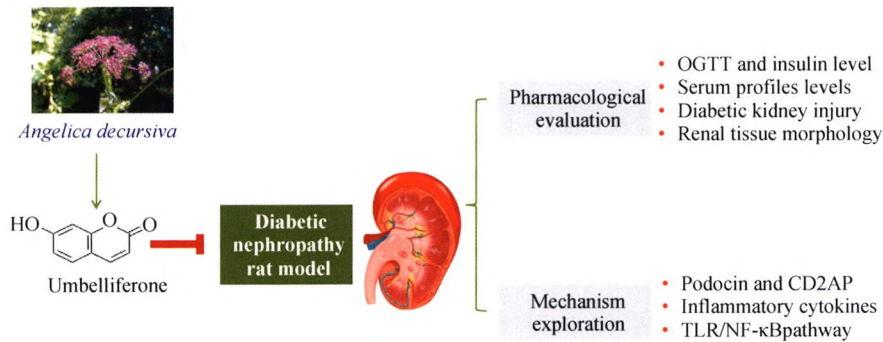 Angelica decursiva
HO
O
O
Umbelliferone
Diabetic
nephropathy
rat model
Pharmacological
evaluation
• OGTT and insulin level
• Serum profiles levels
• Diabetic kidney injury
• Renal tissue morphology
Mechanism
exploration
• Podocin and CD2AP
• Inflammatory cytokines
• TLR/NF-κBpathway